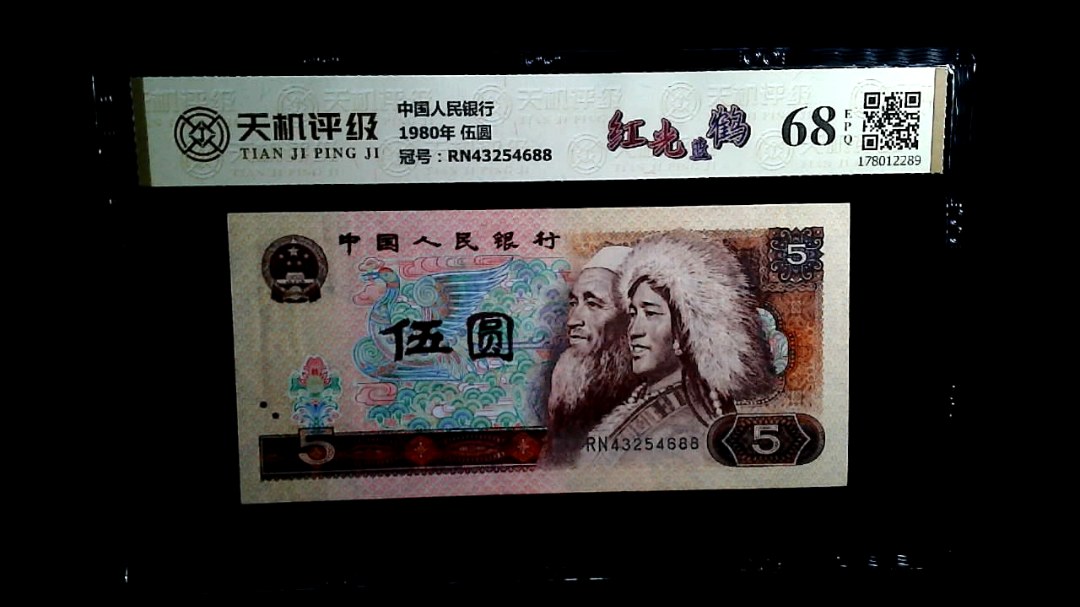 天机评级
TIAN JI PING JI
中国人民银行
1980年 伍圆
冠号：RN43254688
红光蓝鹤
68
EPQ
178012289
中国人民银行
5
伍圆
5
RN43254688
5